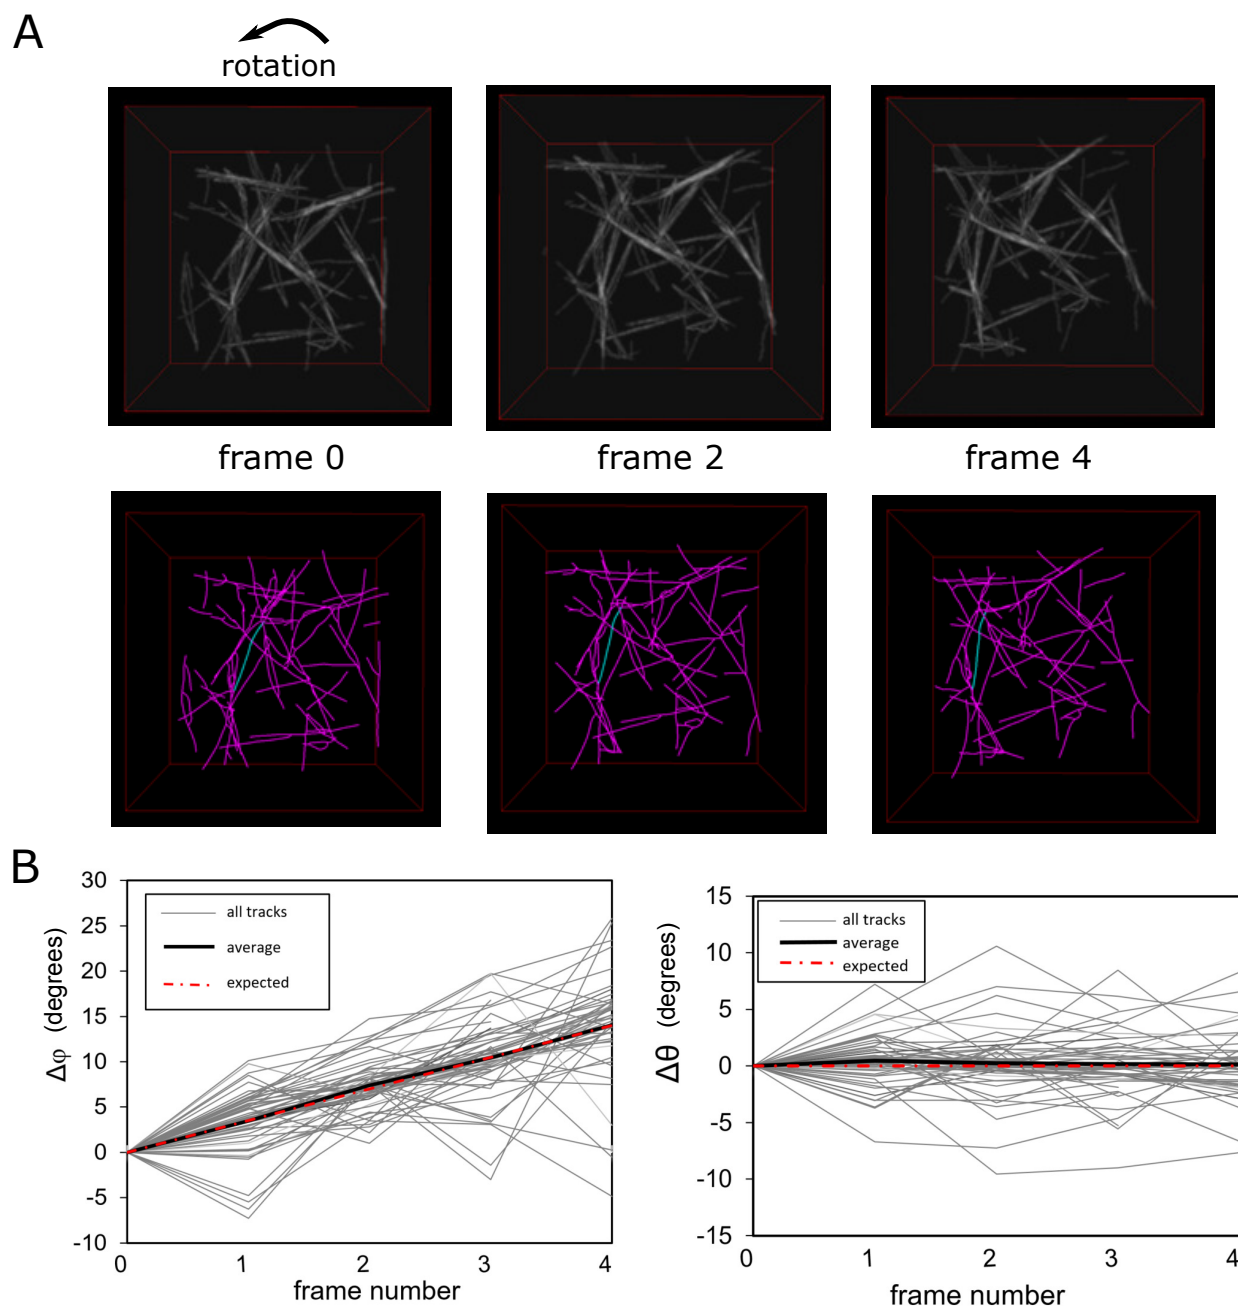 A
rotation
frame 0
frame 2
frame 4
B
30
25
20
15
10
5
0
-5
-10
Δφ (degrees)
all tracks
average
expected
0
1
2
3
4
frame number
15
10
5
0
-5
-10
-15
Δθ (degrees)
all tracks
average
expected
0
1
2
3
4
frame number